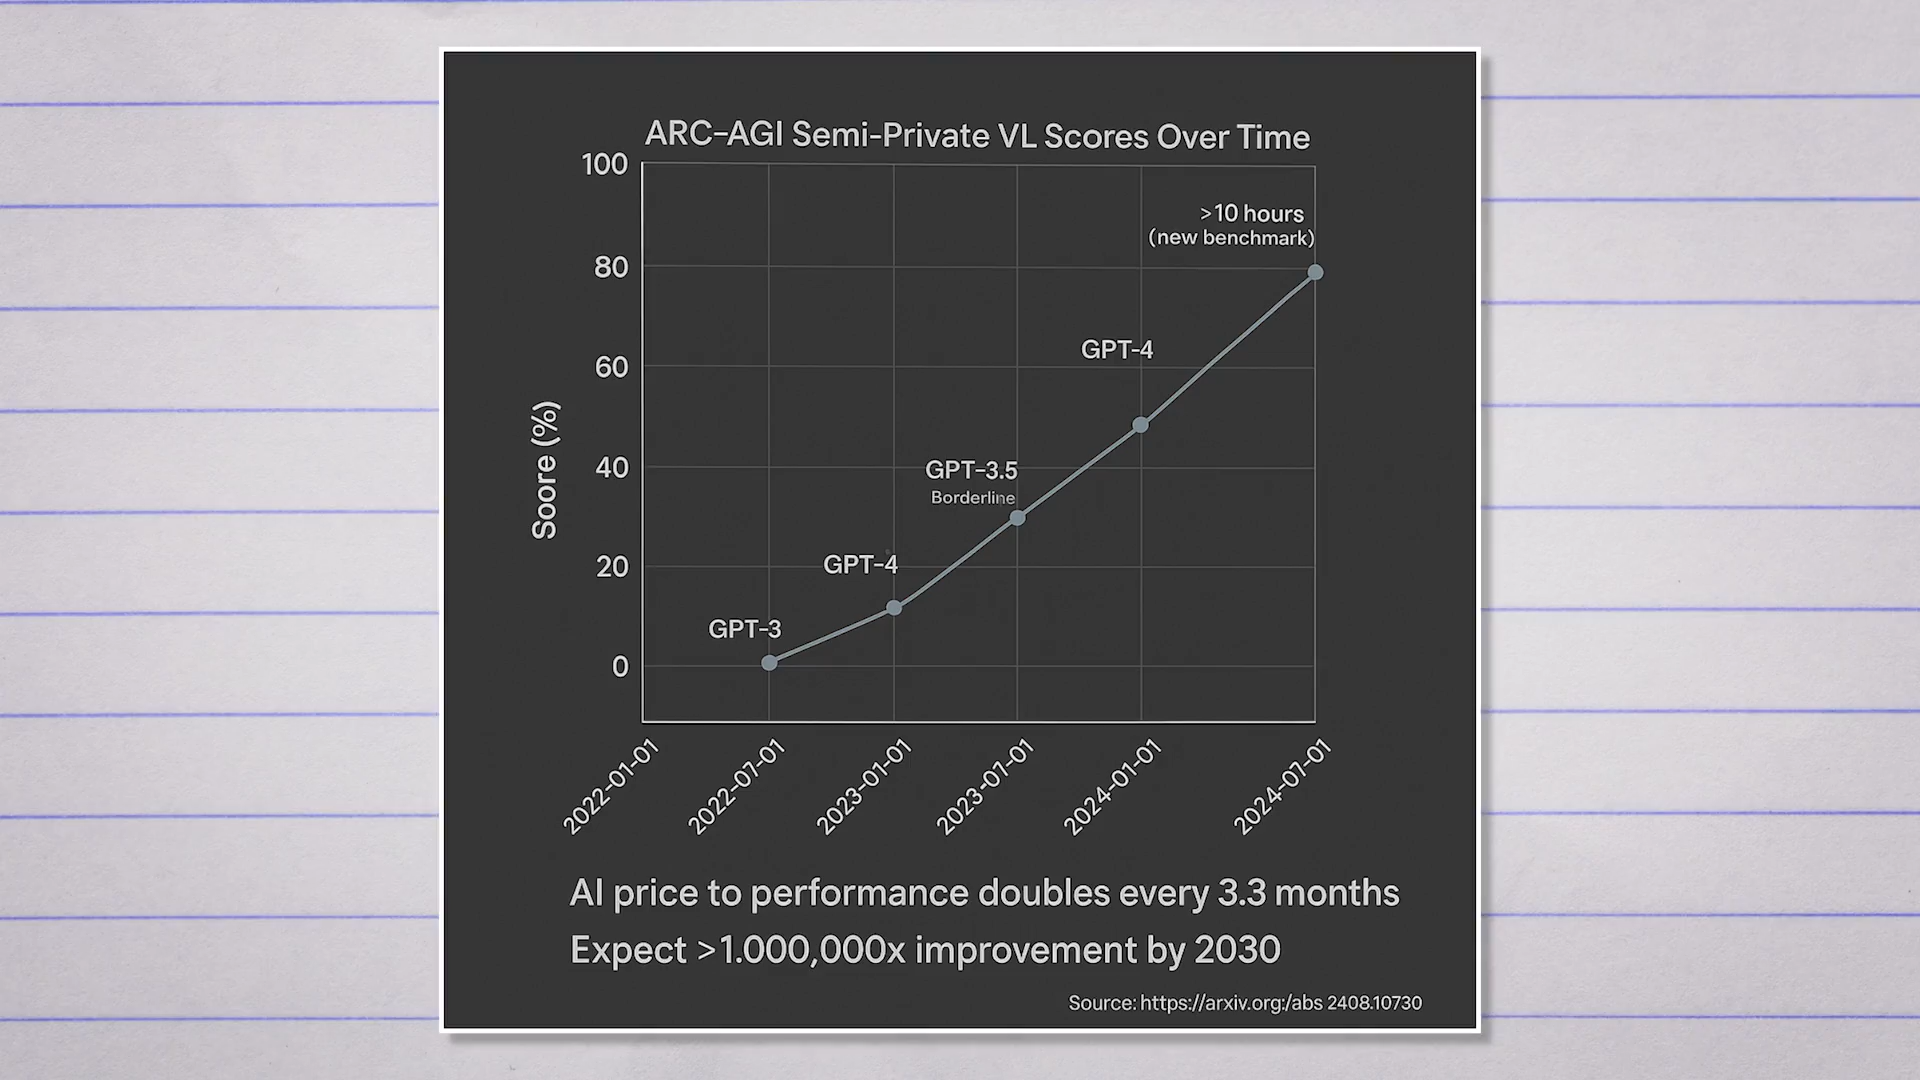 ARC-AGI Semi-Private VL Scores Over Time
100
80
60
40
20
0
Soore (%)
>10 hours
(new benchmark)
GPT-4
GPT-3.5
Borderline
GPT-4
GPT-3
2022-01-01
2022-07-01
2023-01-01
2023-07-01
2024-01-01
2024-07-01
AI price to performance doubles every 3.3 months
Expect >1.000,000x improvement by 2030
Source: https://arxiv.org:/abs 2408.10730